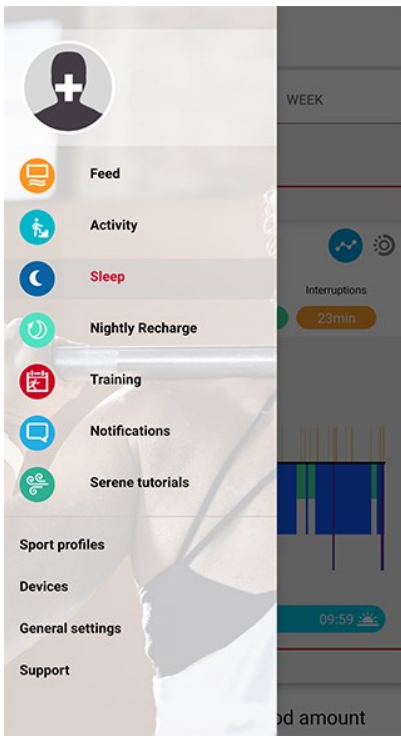 WEEK
Feed
Activity
Sleep
Interruptions
23min
Nightly Recharge
Training
Notifications
Serene tutorials
Sport profiles
Devices
General settings
09:59
Support
amount